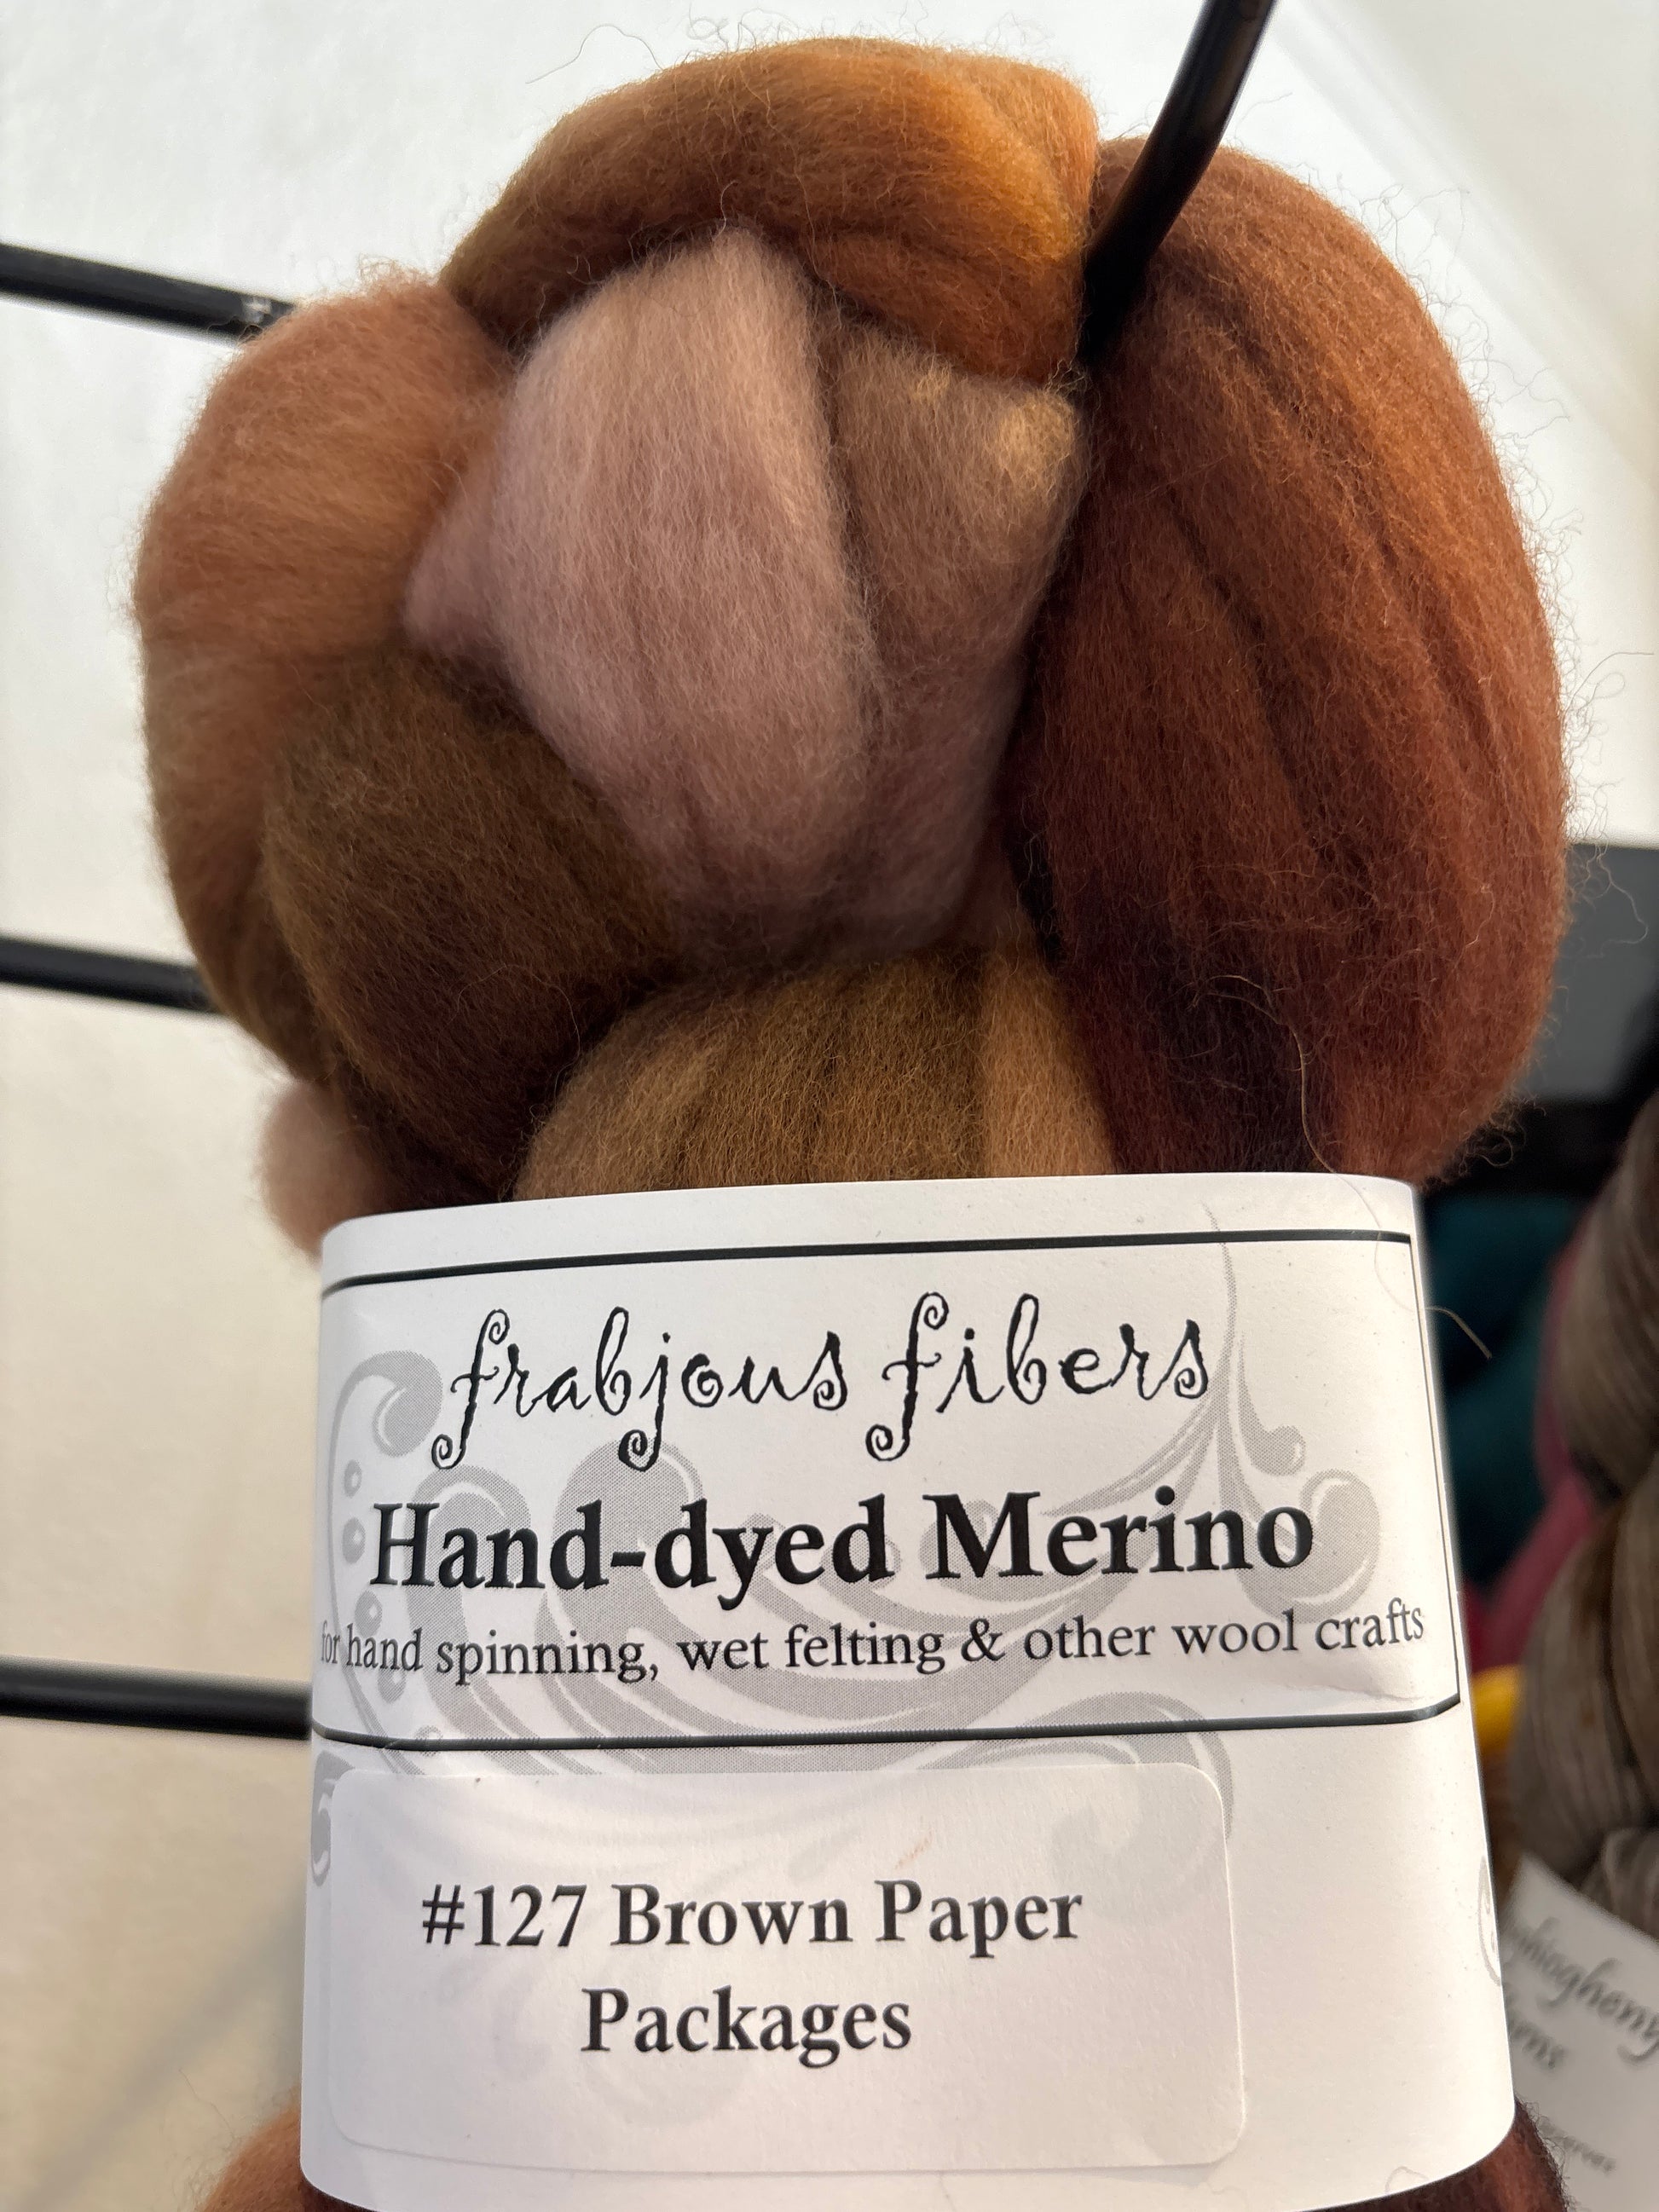 frabjous fibers
Hand-dyed Merino
for hand spinning, wet felting & other wool crafts
#127 Brown Paper
Packages